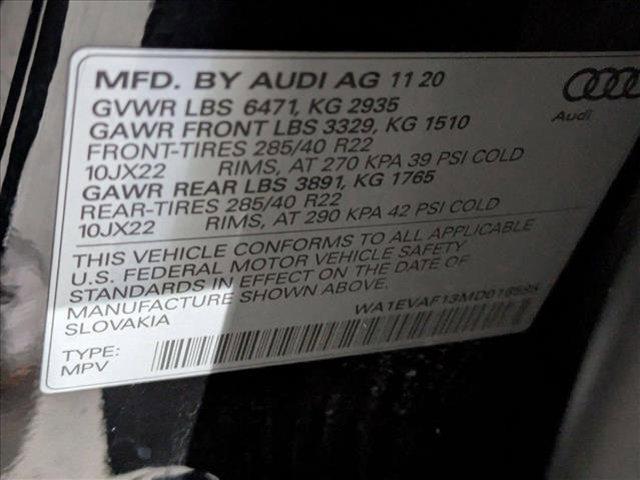 MFD. BY AUDI AG 11 20
GVWR LBS 6471, KG 2935
GAWR FRONT LBS 3329, KG 1510
FRONT-TIRES 285/40 R22
10JX22 RIMS, AT 270 KPA 39 PSI COLD
GAWR REAR LBS 3891, KG 1765
REAR-TIRES 285/40 R22
10JX22 RIMS, AT 290 KPA 42 PSI COLD
THIS VEHICLE CONFORMS TO ALL APPLICABLE
U.S. FEDERAL MOTOR VEHICLE SAFETY
STANDARDS IN EFFECT ON THE DATE OF
MANUFACTURE SHOWN ABOVE.
SLOVAKIA
TYPE:
MPV
Audi